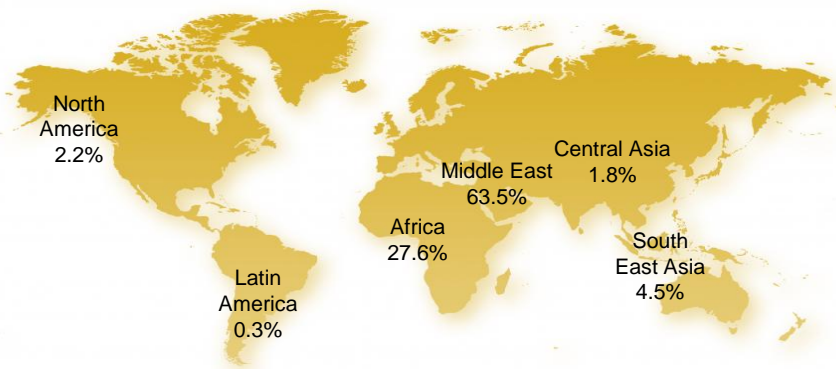 North
America
2.2%
Central Asia
1.8%
Middle East
63.5%
Africa
27.6%
South
East Asia
4.5%
Latin
America
0.3%